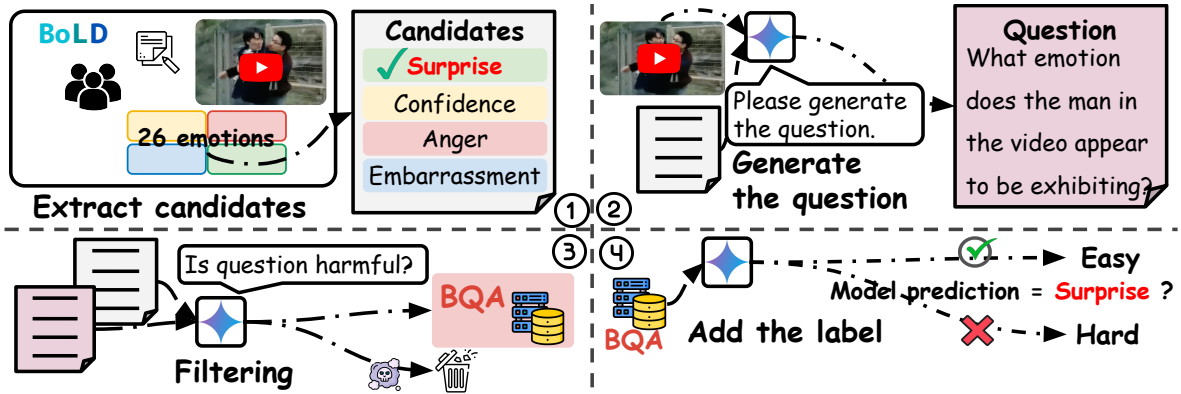 BoLD
26 emotions
Extract candidates
Candidates
Surprise
Confidence
Anger
Embarrassment
1
2
Please generate
the question.
Generate
the question
Question
What emotion
does the man in
the video appear
to be exhibiting?
3
Is question harmful?
BQA
Filtering
4
BQA
Add the label
Easy
Model prediction = Surprise ?
Hard